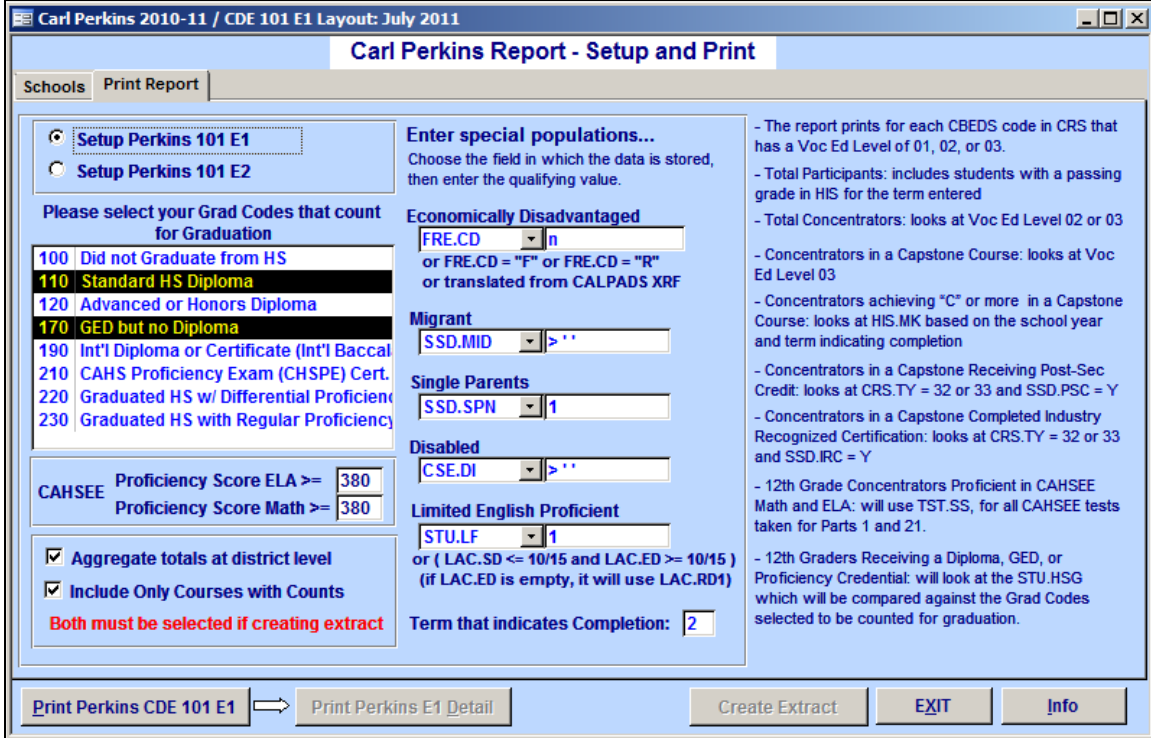 Carl Perkins 2010-11 / CDE 101 E1 Layout: July 2011
Carl Perkins Report - Setup and Print
Schools
Print Report
Setup Perkins 101 E1
Setup Perkins 101 E2
Please select your Grad Codes that count
for Graduation
100 Did not Graduate from HS
110 Standard HS Diploma
120 Advanced or Honors Diploma
170 GED but no Diploma
190 Int'l Diploma or Certificate (Int'l Baccal
210 CAHS Proficiency Exam (CHSPE) Cert.
220 Graduated HS w/ Differential Proficienc
230 Graduated HS with Regular Proficiency
CAHSEE
Proficiency Score ELA >= 380
Proficiency Score Math >= 380
Aggregate totals at district level
Include Only Courses with Counts
Both must be selected if creating extract
Enter special populations...
Choose the field in which the data is stored,
then enter the qualifying value.
Economically Disadvantaged
FRE.CD n
or FRE.CD = "F" or FRE.CD = "R"
or translated from CALPADS XRF
Migrant
SSD.MID > ' '
Single Parents
SSD.SPN 1
Disabled
CSE.DI > ' '
Limited English Proficient
STU.LF 1
or ( LAC.SD <= 10/15 and LAC.ED >= 10/15 )
(if LAC.ED is empty, it will use LAC.RD1)
Term that indicates Completion: 2
- The report prints for each CBEDS code in CRS that
has a Voc Ed Level of 01, 02, or 03.
- Total Participants: includes students with a passing
grade in HIS for the term entered
- Total Concentrators: looks at Voc Ed Level 02 or 03
- Concentrators in a Capstone Course: looks at Voc
Ed Level 03
- Concentrators achieving “C” or more in a Capstone
Course: looks at HIS.MK based on the school year
and term indicating completion
- Concentrators in a Capstone Receiving Post-Sec
Credit: looks at CRS.TY = 32 or 33 and SSD.PSC = Y
- Concentrators in a Capstone Completed Industry
Recognized Certification: looks at CRS.TY = 32 or 33
and SSD.IRC = Y
- 12th Grade Concentrators Proficient in CAHSEE
Math and ELA: will use TST.SS, for all CAHSEE tests
taken for Parts 1 and 21.
- 12th Graders Receiving a Diploma, GED, or
Proficiency Credential: will look at the STU.HSG
which will be compared against the Grad Codes
selected to be counted for graduation.
Print Perkins CDE 101 E1
Print Perkins E1 Detail
Create Extract
EXIT
Info